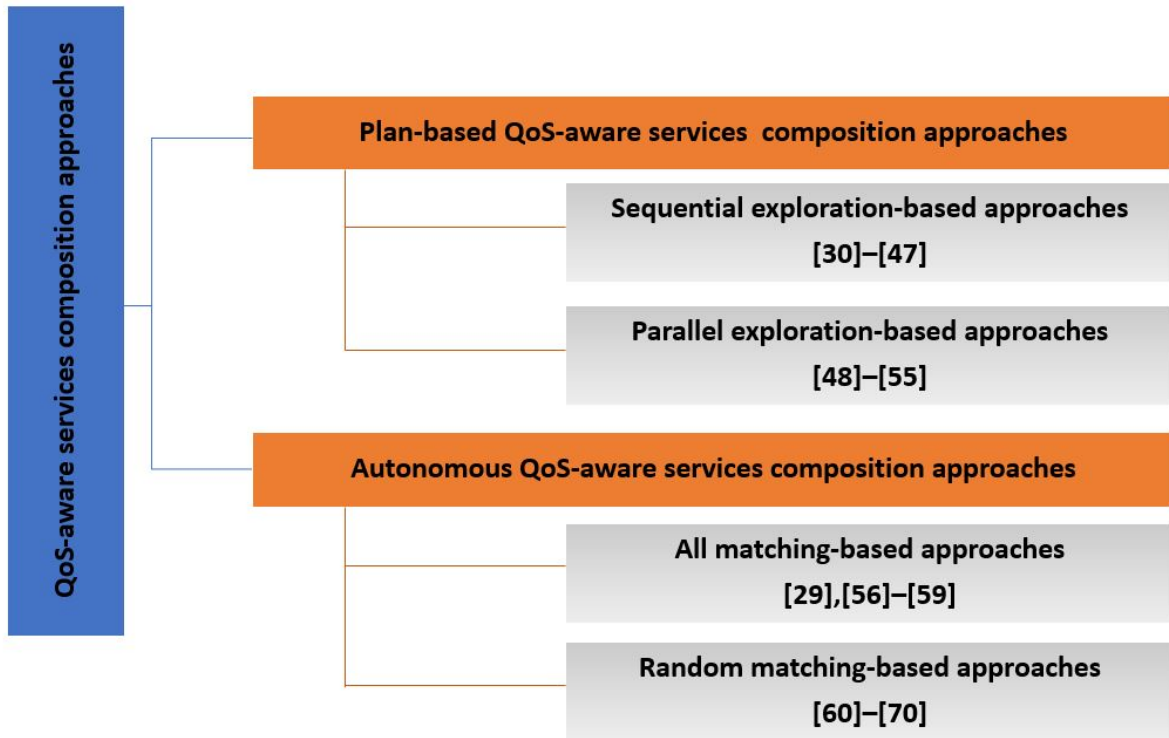 QoS-aware services composition approaches
Plan-based QoS-aware services composition approaches
Sequential exploration-based approaches
[30]–[47]
Parallel exploration-based approaches
[48]–[55]
Autonomous QoS-aware services composition approaches
All matching-based approaches
[29],[56]–[59]
Random matching-based approaches
[60]–[70]